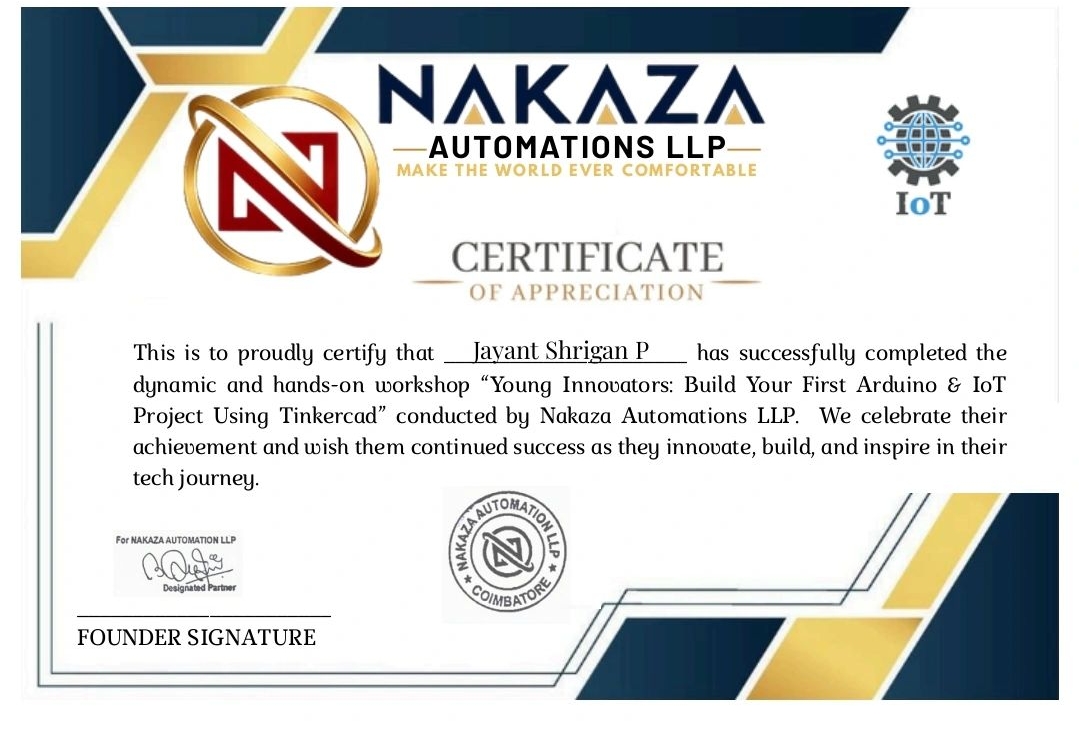 NAKAZA
AUTOMATIONS LLP
MAKE THE WORLD EVER COMFORTABLE
IoT
CERTIFICATE
OF APPRECIATION
This is to proudly certify that Jayant Shrigan P has successfully completed the
dynamic and hands-on workshop “Young Innovators: Build Your First Arduino & IoT
Project Using Tinkercad” conducted by Nakaza Automations LLP. We celebrate their
achievement and wish them continued success as they innovate, build, and inspire in their
tech journey.
For NAKAZA AUTOMATION LLP
Designated Partner
NAKAZA AUTOMATION LLP
★ COIMBATORE ★
FOUNDER SIGNATURE